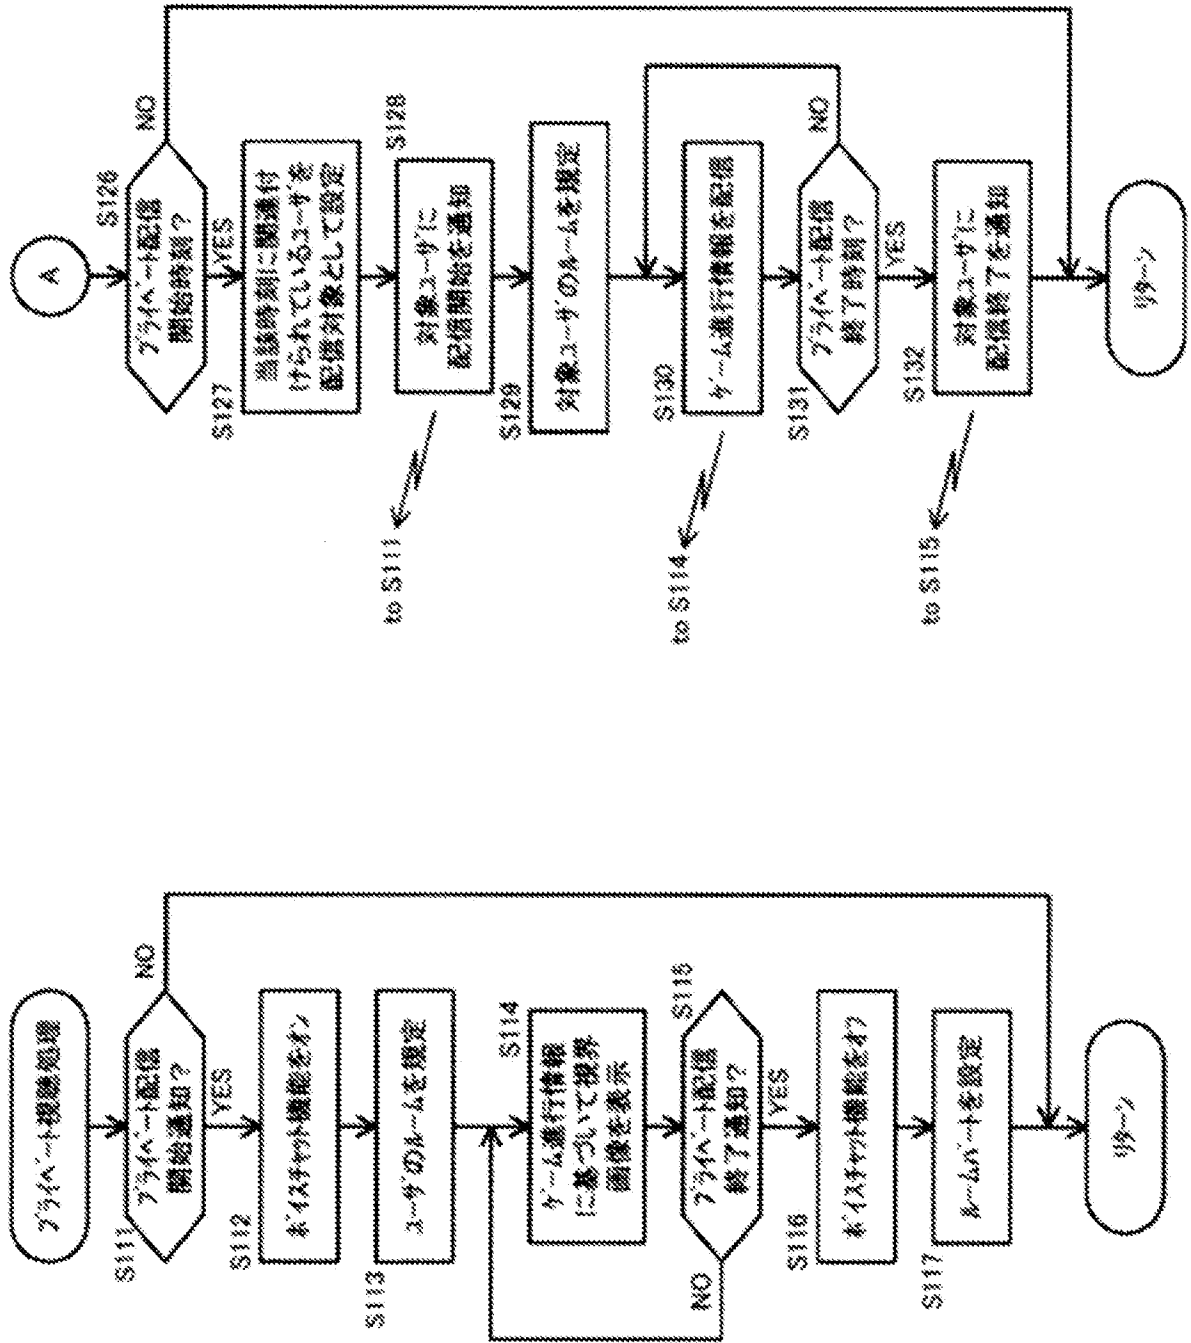 プライベート視聴処理
S111
プライベート配信
開始通知?
NO
YES
S112
ボイスチャット機能をオン
S113
ユーザのルームを規定
S114
ゲーム進行情報
に基づいて視界
画像を表示
S115
プライベート配信
終了通知?
NO
YES
S116
ボイスチャット機能をオフ
S117
ルームパートを設定
リターン
A
S126
プライベート配信
開始時刻?
NO
YES
S127
当該時刻に関連付
けられているユーザを
配信対象として設定
S128
対象ユーザに
配信開始を通知
to S111
S129
対象ユーザのルームを規定
S130
ゲーム進行情報を配信
to S114
S131
プライベート配信
終了時刻?
NO
YES
S132
対象ユーザに
配信終了を通知
to S115
リターン